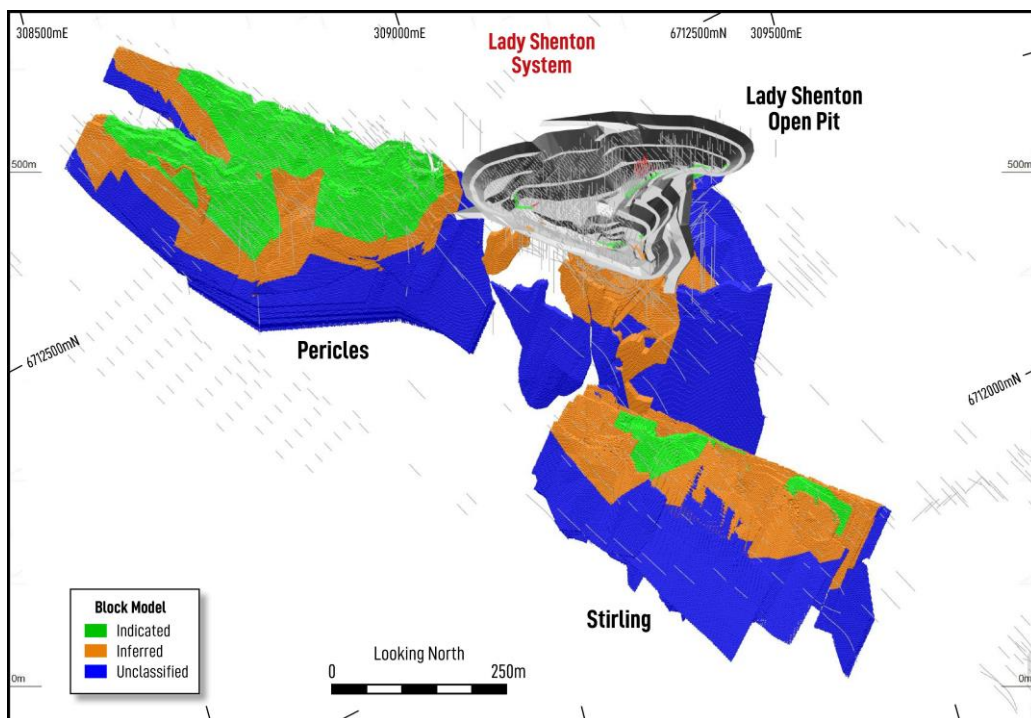 308500mE
309000mE
6712500mN
309500mE
Lady Shenton
System
Lady Shenton
Open Pit
500m
500m
6712500mN
Pericles
6712000mN
Stirling
Block Model
Indicated
Inferred
Unclassified
Looking North
0
250m
0m
0m